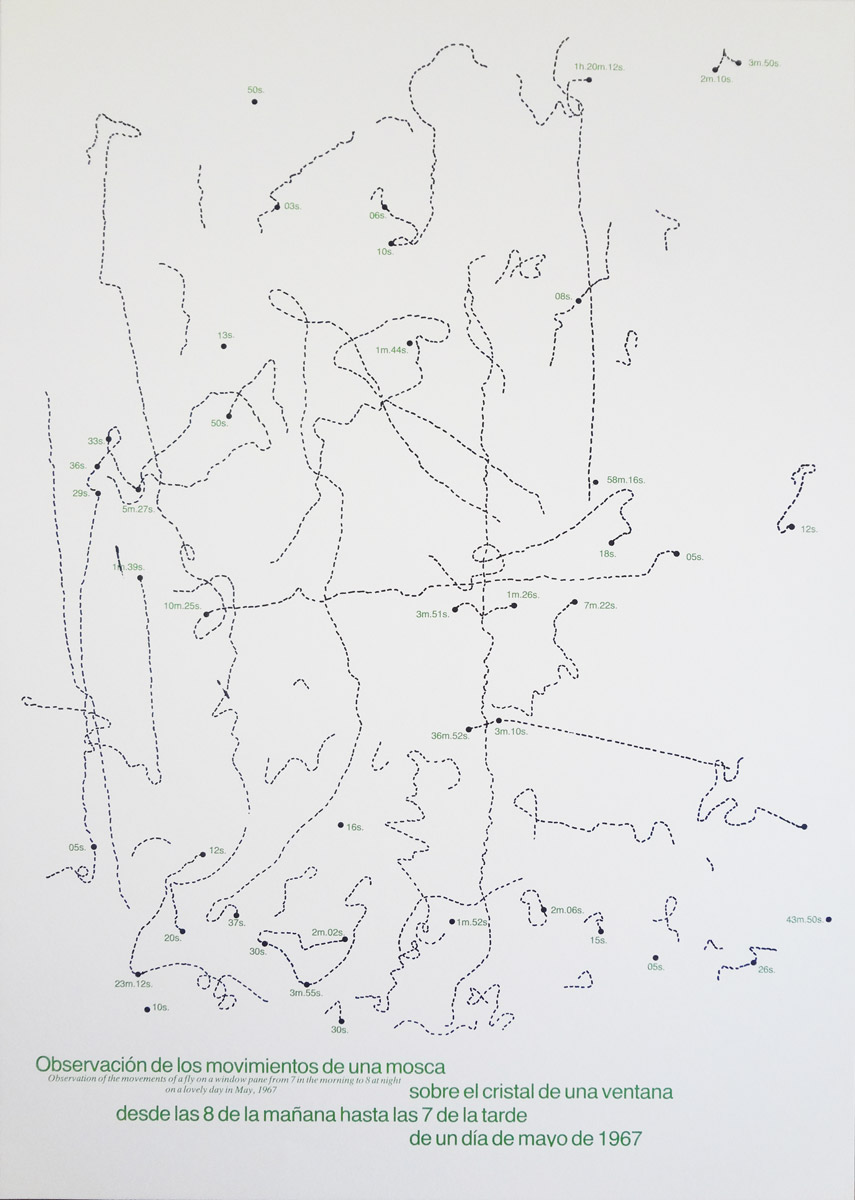 1h.20m.12s.
3m.50s.
2m.10s.
50s.
03s.
06s.
10s.
08s.
13s.
1m.44s.
50s.
33s.
36s.
29s.
5m.27s.
58m.16s.
12s.
18s.
05s.
1m.39s.
10m.25s.
3m.51s.
1m.26s.
7m.22s.
36m.52s.
3m.10s.
16s.
05s.
12s.
37s.
20s.
30s.
2m.02s.
1m.52s.
2m.06s.
15s.
43m.50s.
05s.
26s.
23m.12s.
3m.55s.
10s.
30s.
Observación de los movimientos de una mosca
Observation of the movements of a fly on a window pane from 7 in the morning to 8 at night
on a lovely day in May, 1967
sobre el cristal de una ventana
desde las 8 de la mañana hasta las 7 de la tarde
de un día de mayo de 1967